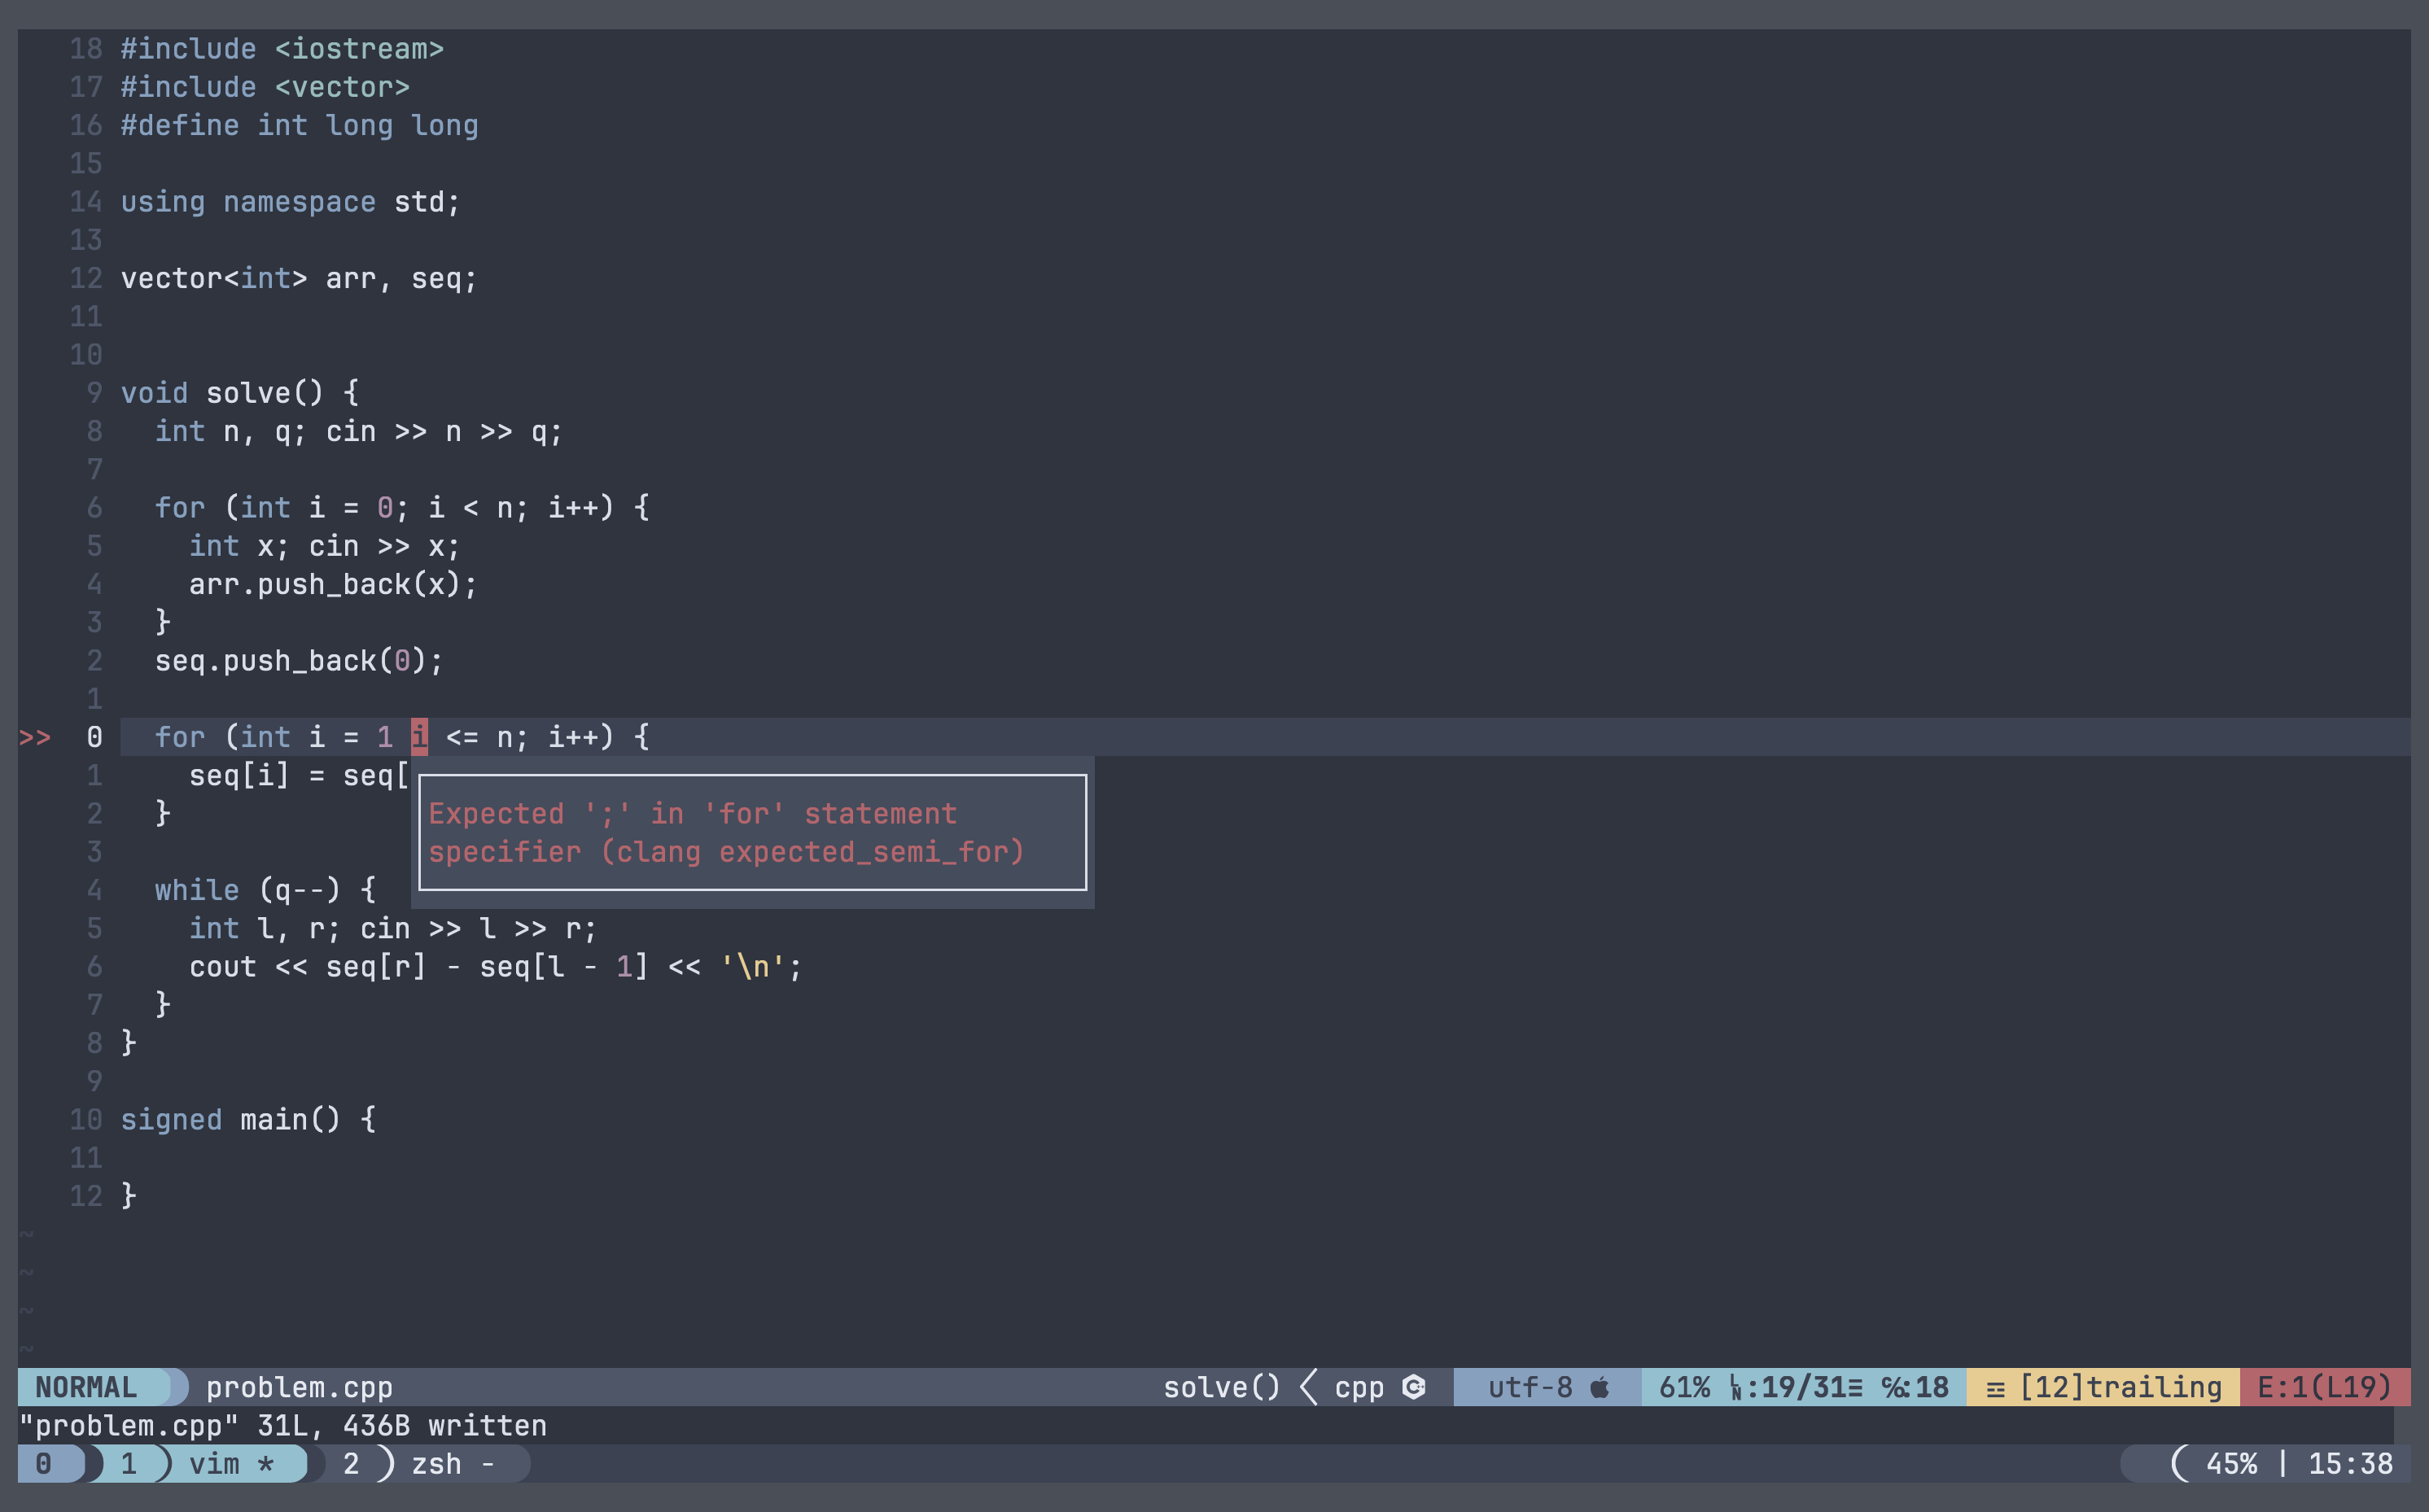 18 #include <iostream>
17 #include <vector>
16 #define int long long
15
14 using namespace std;
13
12 vector<int> arr, seq;
11
10
9 void solve() {
8   int n, q; cin >> n >> q;
7
6   for (int i = 0; i < n; i++) {
5     int x; cin >> x;
4     arr.push_back(x);
3   }
2   seq.push_back(0);
1
>> 0   for (int i = 1 i <= n; i++) {
1     seq[i] = seq[
2   }
Expected ';' in 'for' statement
specifier (clang expected_semi_for)
3
4   while (q--) {
5     int l, r; cin >> l >> r;
6     cout << seq[r] - seq[l - 1] << '\n';
7   }
8 }
9
10 signed main() {
11
12 }
~
~
~
~
NORMAL problem.cpp solve() cpp utf-8 61% LN:19/31≡ ℅:18 ☲ [12]trailing E:1(L19)
"problem.cpp" 31L, 436B written
0 1 vim * 2 zsh - 45% | 15:38